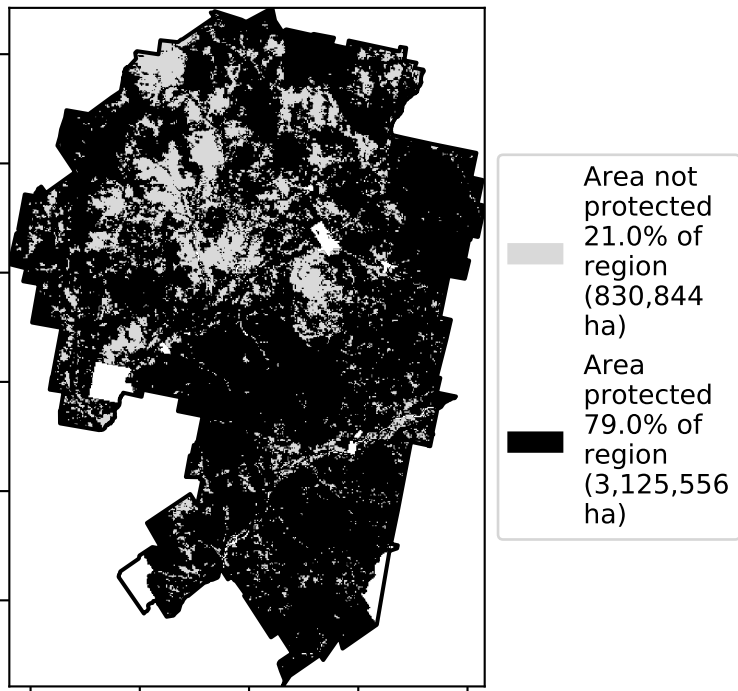 Area not
protected
21.0% of
region
(830,844
ha)
Area
protected
79.0% of
region
(3,125,556
ha)